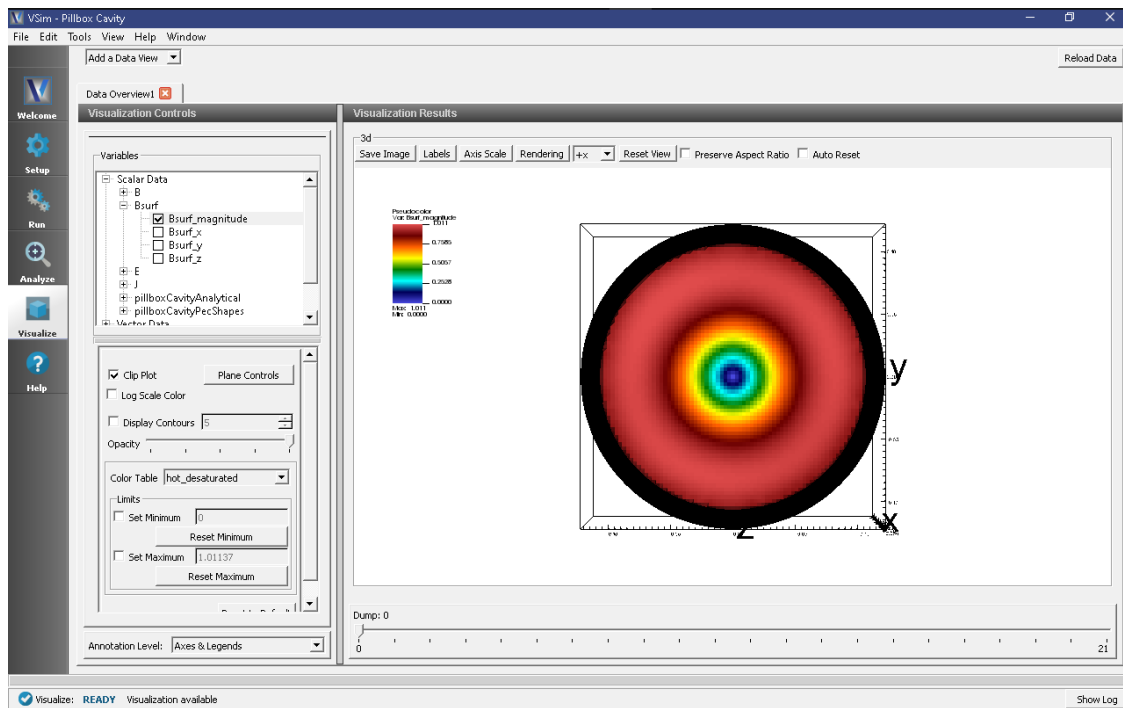 VSim - Pillbox Cavity
File Edit Tools View Help Window
Add a Data View
Reload Data
Data Overview1
Welcome
Setup
Run
Analyze
Visualize
Help
Visualization Controls
Variables
Scalar Data
B
Bsurf
Bsurf_magnitude
Bsurf_x
Bsurf_y
Bsurf_z
E
J
pillboxCavityAnalytical
pillboxCavityPecShapes
Vector Data
Clip Plot
Plane Controls
Log Scale Color
Display Contours 5
Opacity
Color Table hot_desaturated
Limits
Set Minimum 0
Reset Minimum
Set Maximum 1.01137
Reset Maximum
Annotation Level: Axes & Legends
Visualization Results
3d
Save Image Labels Axis Scale Rendering +x Reset View Preserve Aspect Ratio Auto Reset
Pseudocolor
Var: Bsurf_magnitude
1.011
0.7585
0.5057
0.2528
0.0000
Max: 1.011
Min: 0.0000
y
x
z
Dump: 0
0 21
Visualize: READY Visualization available
Show Log